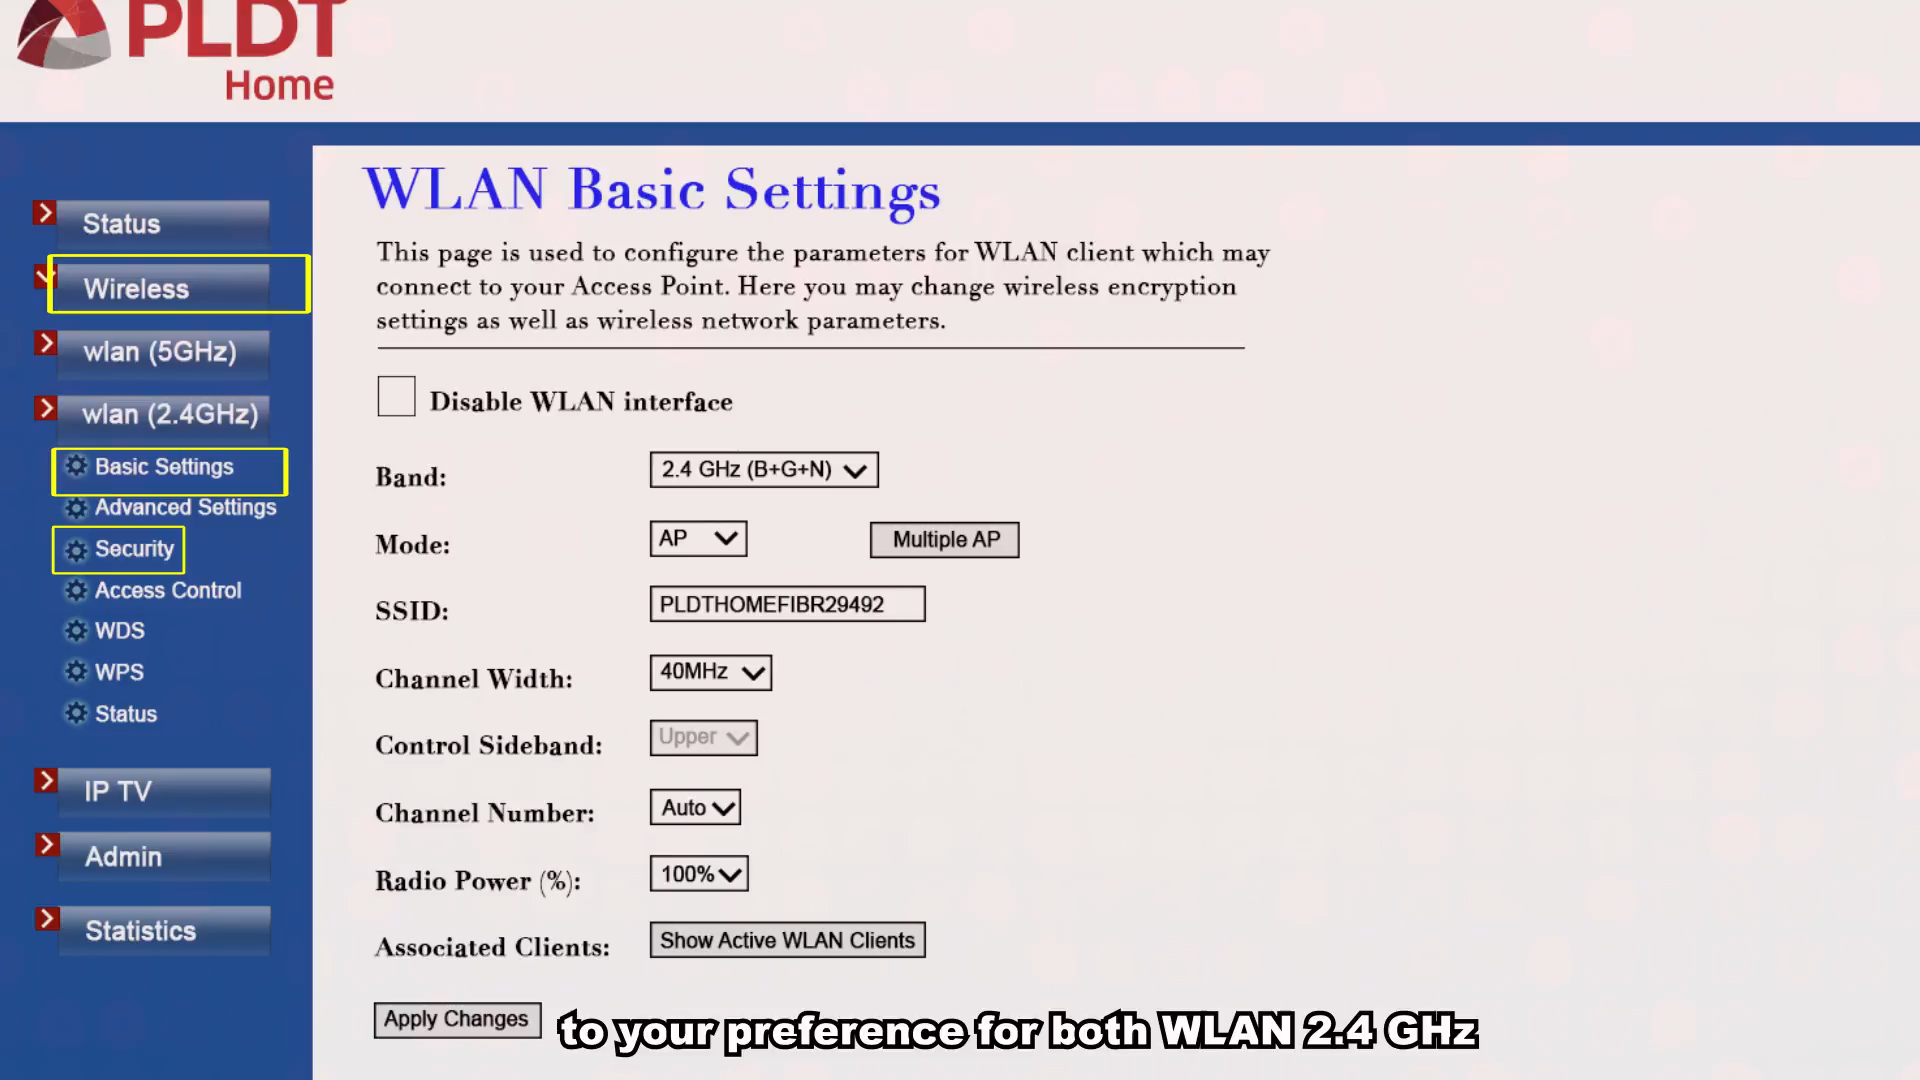 PLDT
Home
Status
Wireless
wlan (5GHz)
wlan (2.4GHz)
Basic Settings
Advanced Settings
Security
Access Control
WDS
WPS
Status
IP TV
Admin
Statistics
WLAN Basic Settings
This page is used to configure the parameters for WLAN client which may
connect to your Access Point. Here you may change wireless encryption
settings as well as wireless network parameters.
Disable WLAN interface
Band: 2.4 GHz (B+G+N)
Mode: AP Multiple AP
SSID: PLDTHOMEFIBR29492
Channel Width: 40MHz
Control Sideband: Upper
Channel Number: Auto
Radio Power (%): 100%
Associated Clients: Show Active WLAN Clients
Apply Changes
to your preference for both WLAN 2.4 GHz